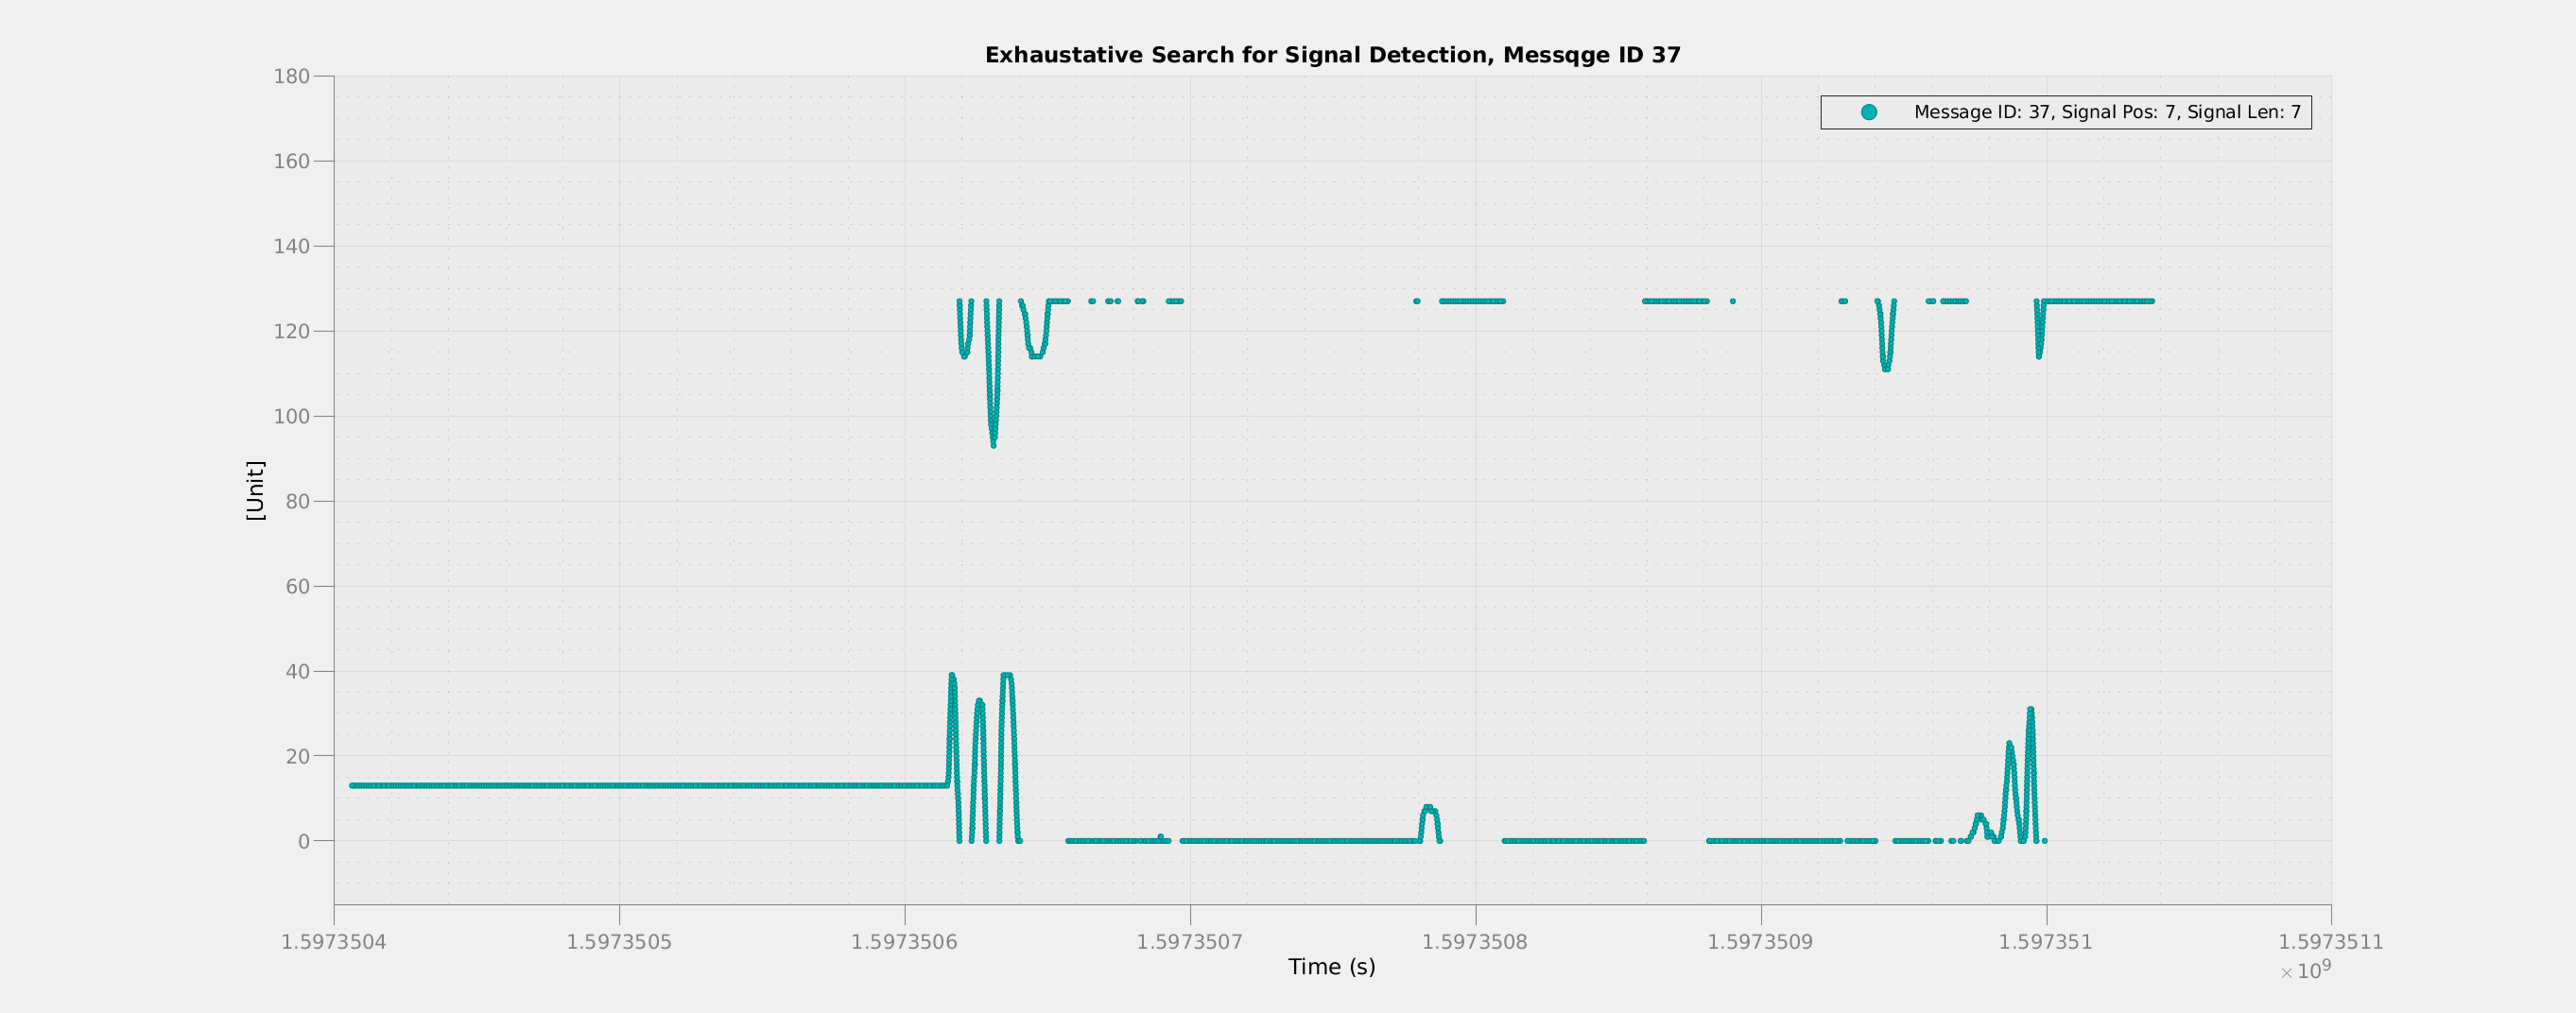 Exhaustative Search for Signal Detection, Messqge ID 37
Message ID: 37, Signal Pos: 7, Signal Len: 7
180
160
140
120
100
80
60
40
20
0
[Unit]
1.5973504 1.5973505 1.5973506 1.5973507 1.5973508 1.5973509 1.597351 1.5973511
Time (s)
× 10⁹